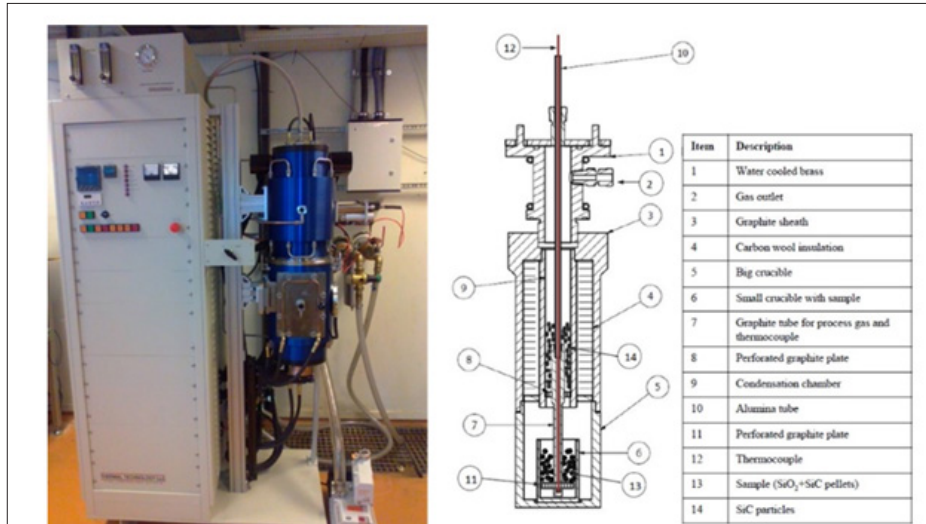 12
10
1
2
3
9
4
14
8
5
7
6
11
13
Item Description
1 Water cooled brass
2 Gas outlet
3 Graphite sheath
4 Carbon wool insulation
5 Big crucible
6 Small crucible with sample
7 Graphite tube for process gas and
thermocouple
8 Perforated graphite plate
9 Condensation chamber
10 Alumina tube
11 Perforated graphite plate
12 Thermocouple
13 Sample (SiO₂+SiC pellets)
14 SiC particles